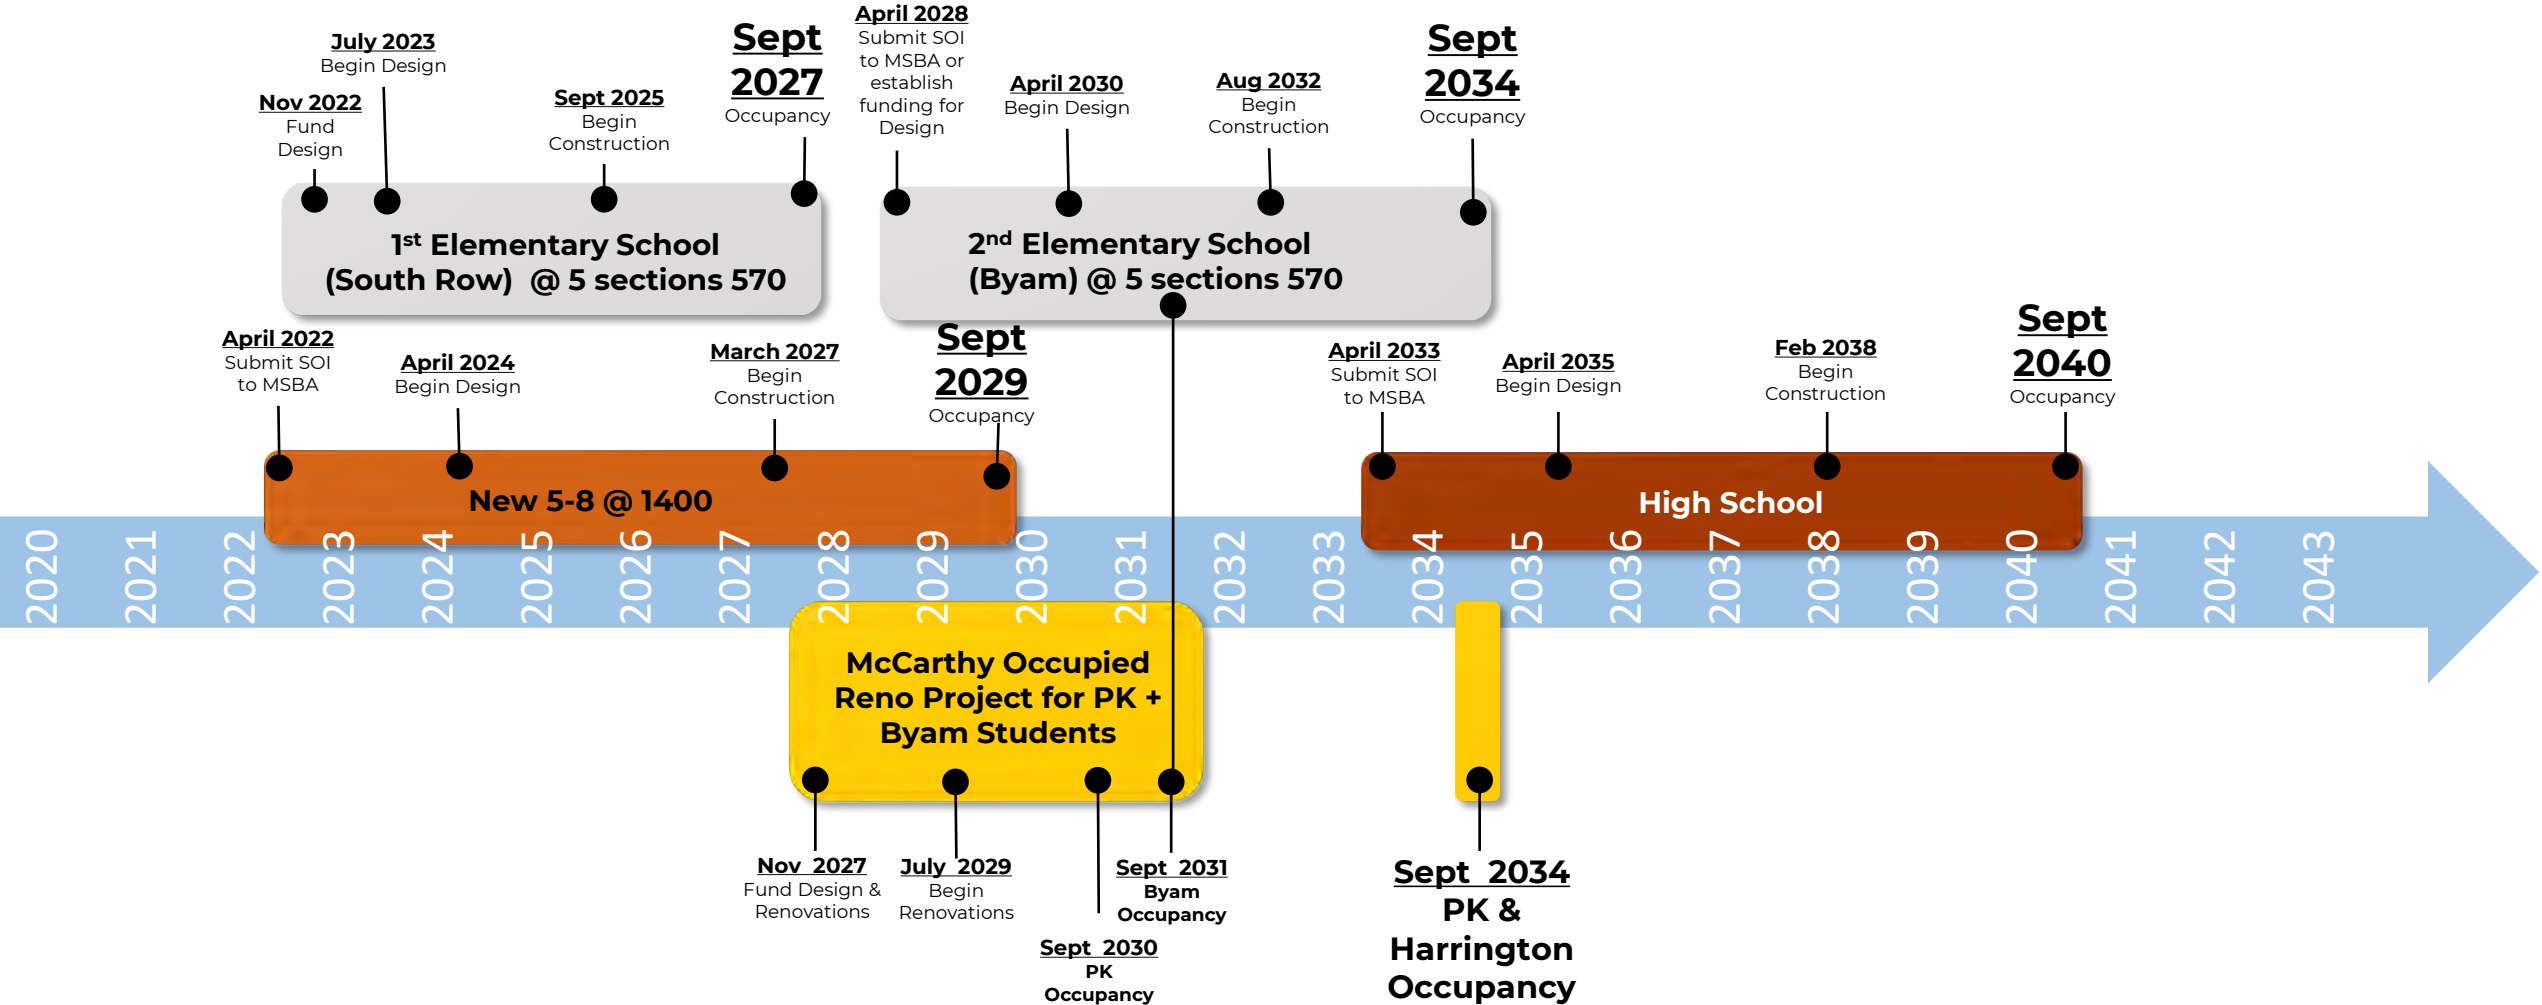 July 2023
Begin Design
Nov 2022
Fund
Design
Sept 2025
Begin
Construction
Sept
2027
Occupancy
April 2028
Submit SOI
to MSBA or
establish
funding for
Design
April 2030
Begin Design
Aug 2032
Begin
Construction
Sept
2034
Occupancy
1st Elementary School
(South Row) @ 5 sections 570
2nd Elementary School
(Byam) @ 5 sections 570
April 2022
Submit SOI
to MSBA
April 2024
Begin Design
March 2027
Begin
Construction
Sept
2029
Occupancy
April 2033
Submit SOI
to MSBA
April 2035
Begin Design
Feb 2038
Begin
Construction
Sept
2040
Occupancy
New 5-8 @ 1400
High School
2020
2021
2022
2023
2024
2025
2026
2027
2028
2029
2030
2031
2032
2033
2034
2035
2036
2037
2038
2039
2040
2041
2042
2043
McCarthy Occupied
Reno Project for PK +
Byam Students
Nov 2027
Fund Design &
Renovations
July 2029
Begin
Renovations
Sept 2030
PK
Occupancy
Sept 2031
Byam
Occupancy
Sept 2034
PK &
Harrington
Occupancy